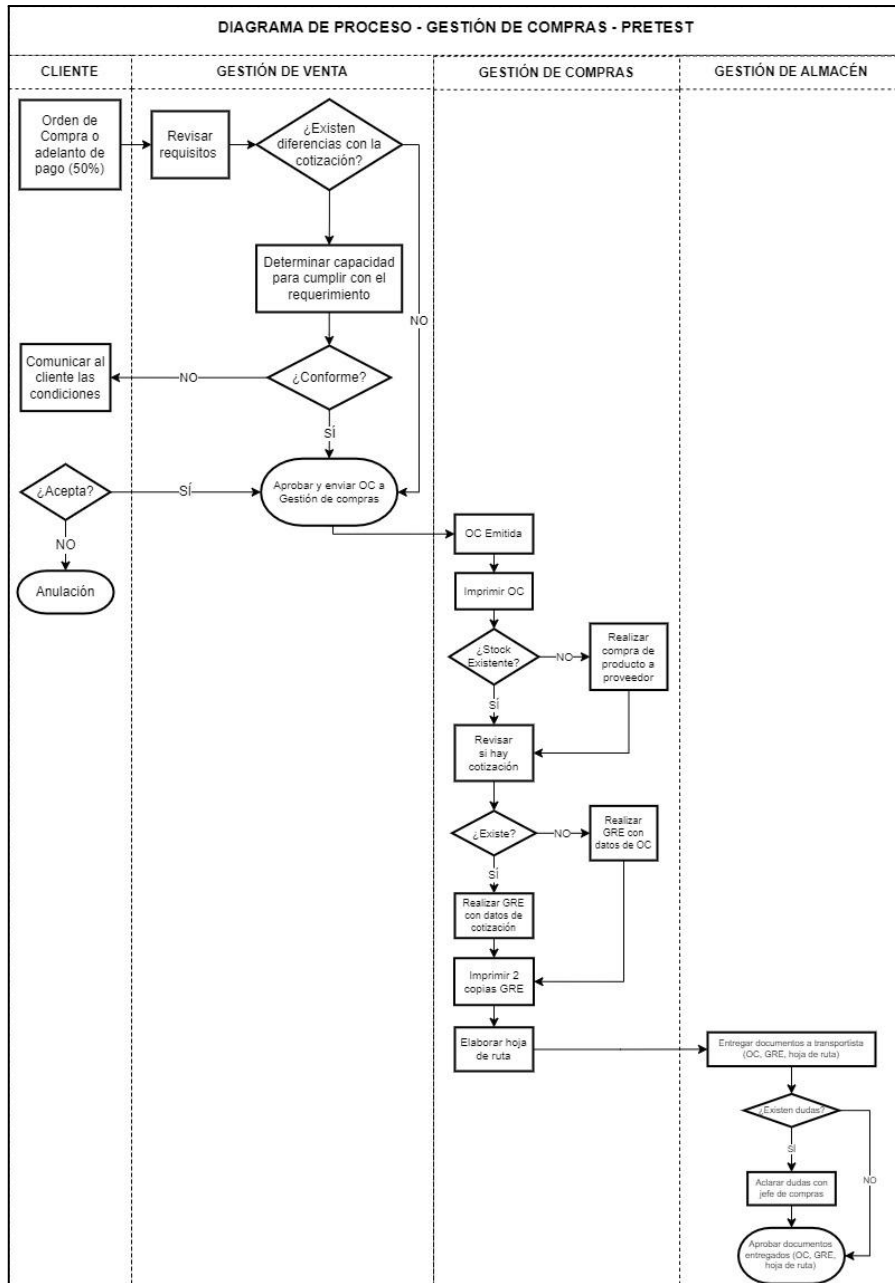 DIAGRAMA DE PROCESO - GESTIÓN DE COMPRAS - PRETEST
CLIENTE
GESTIÓN DE VENTA
GESTIÓN DE COMPRAS
GESTIÓN DE ALMACÉN
Orden de
Compra o
adelanto de
pago (50%)
Revisar
requisitos
¿Existen
diferencias con la
cotización?
Determinar capacidad
para cumplir con el
requerimiento
NO
Comunicar al
cliente las
condiciones
NO
¿Conforme?
SÍ
¿Acepta?
SÍ
Aprobar y enviar OC a
Gestión de compras
NO
Anulación
OC Emitida
Imprimir OC
¿Stock
Existente?
NO
Realizar
compra de
producto a
proveedor
SÍ
Revisar
si hay
cotización
¿Existe?
NO
Realizar
GRE con
datos de OC
SÍ
Realizar GRE
con datos de
cotización
Imprimir 2
copias GRE
Elaborar hoja
de ruta
Entregar documentos a transportista
(OC, GRE, hoja de ruta)
¿Existen dudas?
SÍ
NO
Aclarar dudas con
jefe de compras
Aprobar documentos
entregados (OC, GRE,
hoja de ruta)